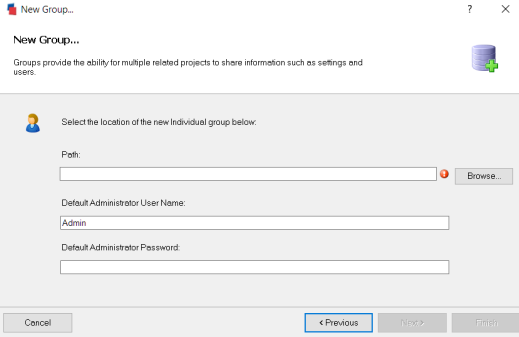 New Group...
?
New Group...
Groups provide the ability for multiple related projects to share information such as settings and
users.
Select the location of the new Individual group below:
Path:
Browse...
Default Administrator User Name:
Admin
Default Administrator Password:
Cancel
< Previous
Next >
Finish